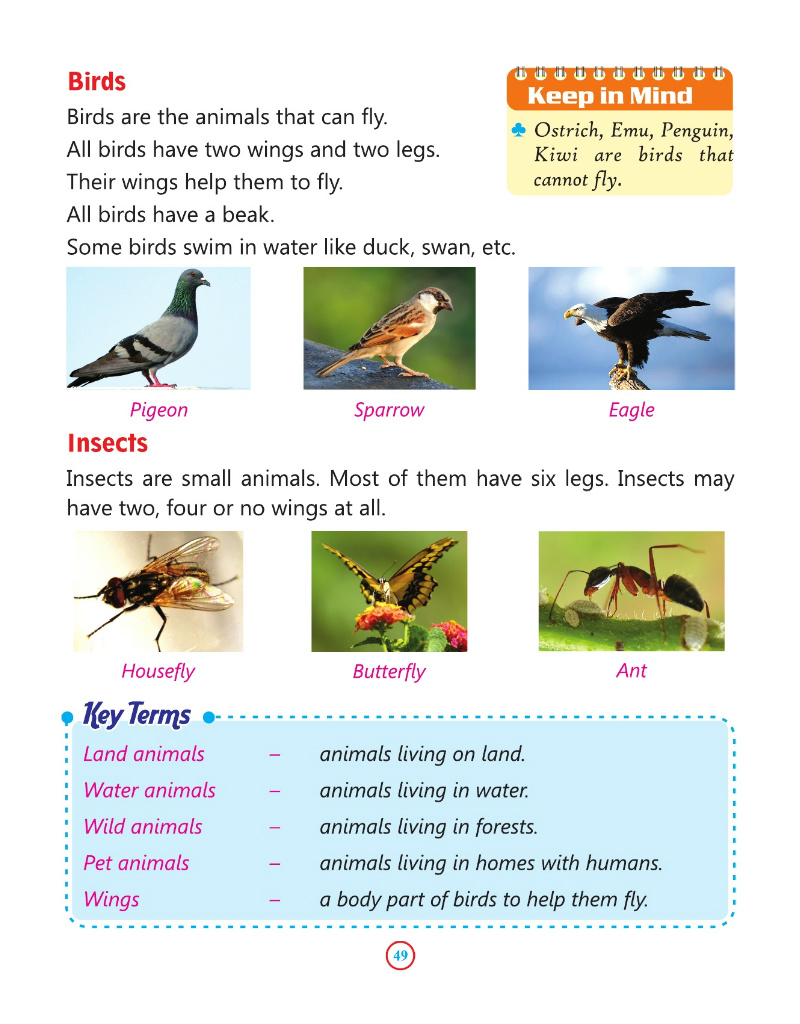 Birds
Birds are the animals that can fly.
All birds have two wings and two legs.
Their wings help them to fly.
All birds have a beak.
Some birds swim in water like duck, swan, etc.
Keep in Mind
♣ Ostrich, Emu, Penguin,
Kiwi are birds that
cannot fly.
Pigeon
Sparrow
Eagle
Insects
Insects are small animals. Most of them have six legs. Insects may
have two, four or no wings at all.
Housefly
Butterfly
Ant
Key Terms
Land animals – animals living on land.
Water animals – animals living in water.
Wild animals – animals living in forests.
Pet animals – animals living in homes with humans.
Wings – a body part of birds to help them fly.
49